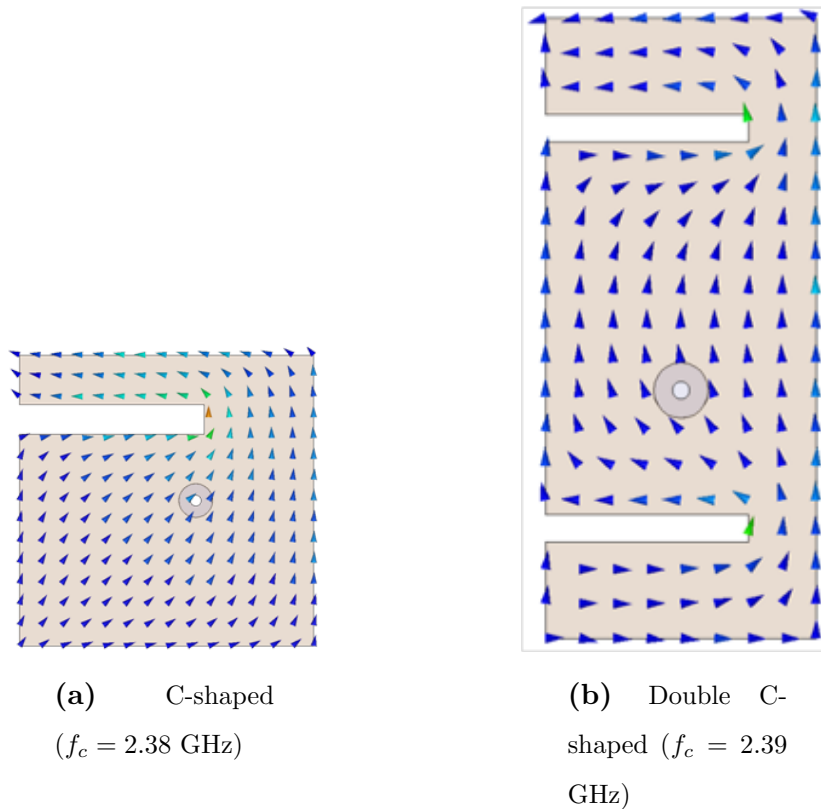 (a) C-shaped
(f_c = 2.38 GHz)
(b) Double C-
shaped (f_c = 2.39
GHz)